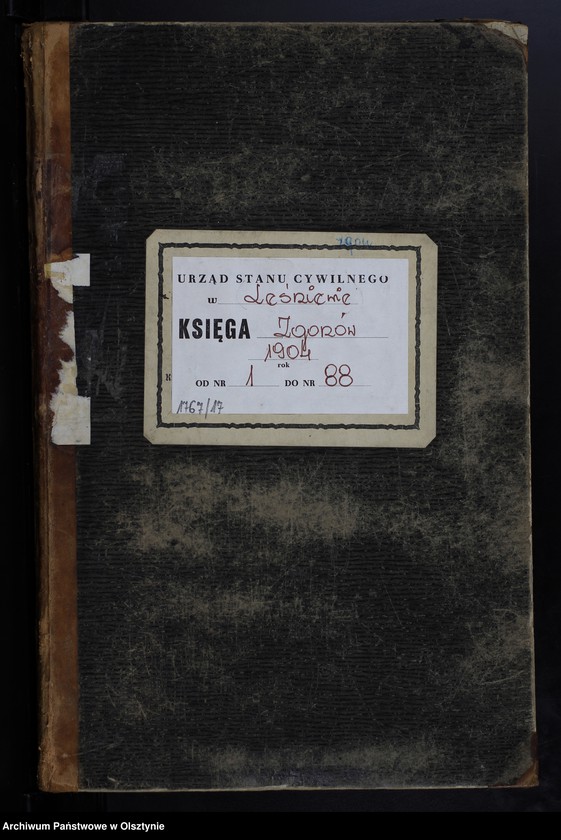 1904
URZĄD STANU CYWILNEGO
w Leśniewie
KSIĘGA Zgonów
1904
rok
K
OD NR 1 DO NR 88
1767/17
Archiwum Państwowe w Olsztynie